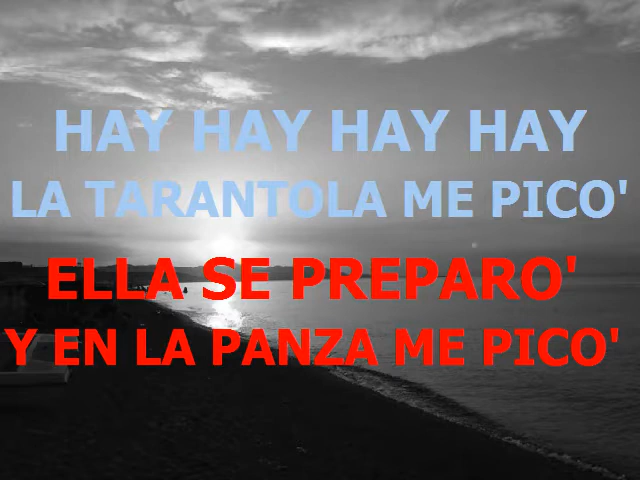 HAY HAY HAY HAY
LA TARANTOLA ME PICO'
ELLA SE PREPARO'
Y EN LA PANZA ME PICO'